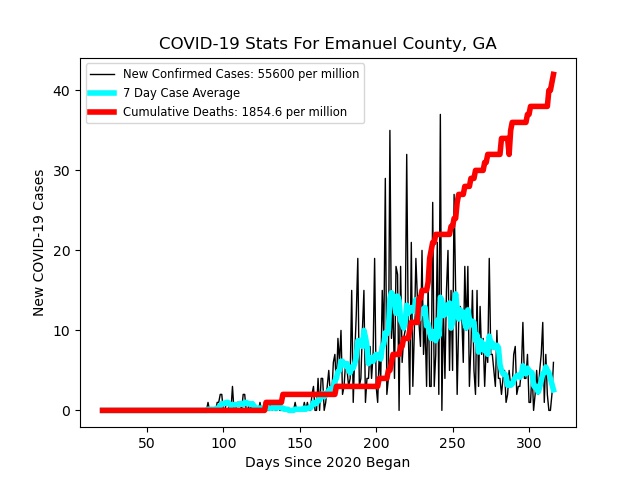 COVID-19 Stats For Emanuel County, GA
New Confirmed Cases: 55600 per million
7 Day Case Average
Cumulative Deaths: 1854.6 per million
New COVID-19 Cases
40
30
20
10
0
50 100 150 200 250 300
Days Since 2020 Began